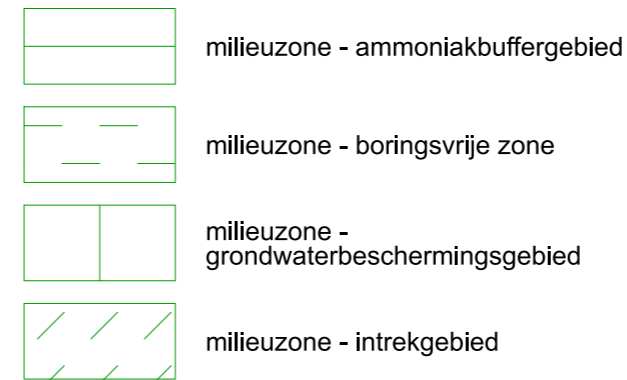 milieuzone - ammoniakbuffergebied
milieuzone - boringsvrije zone
milieuzone -
grondwaterbeschermingsgebied
milieuzone - intrekgebied